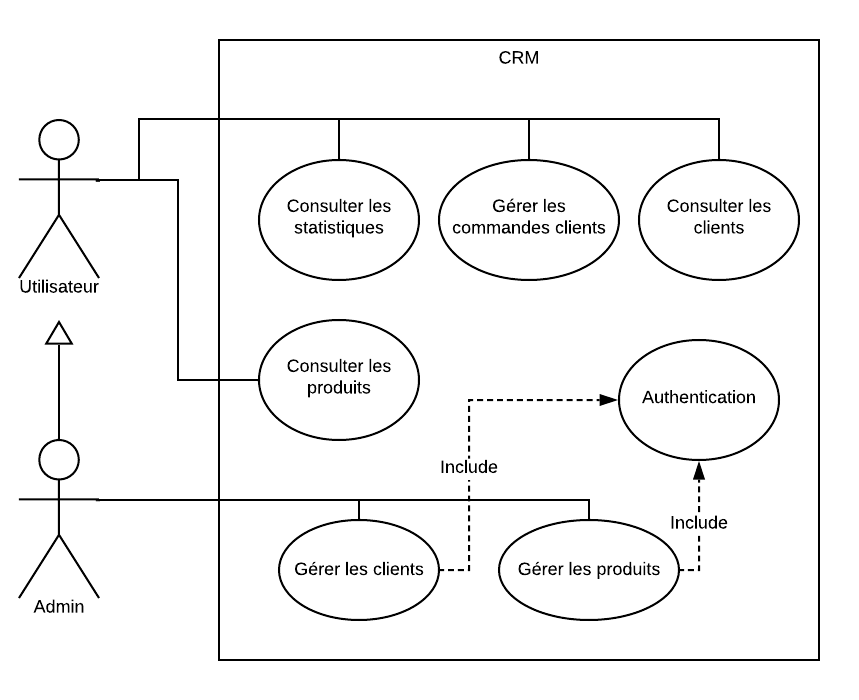 CRM
Consulter les
statistiques
Gérer les
commandes clients
Consulter les
clients
Utilisateur
Consulter les
produits
Authentication
Include
Include
Gérer les clients
Gérer les produits
Admin